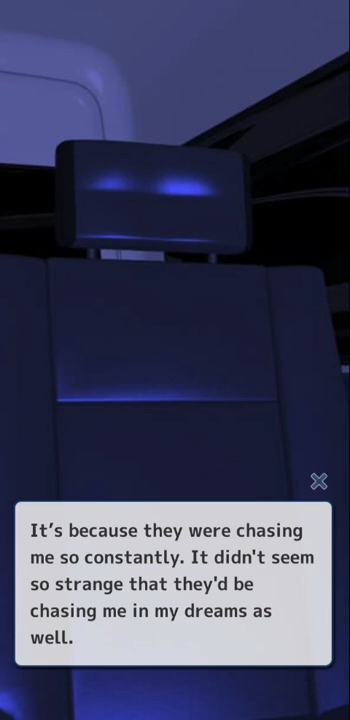 It’s because they were chasing
me so constantly. It didn't seem
so strange that they'd be
chasing me in my dreams as
well.